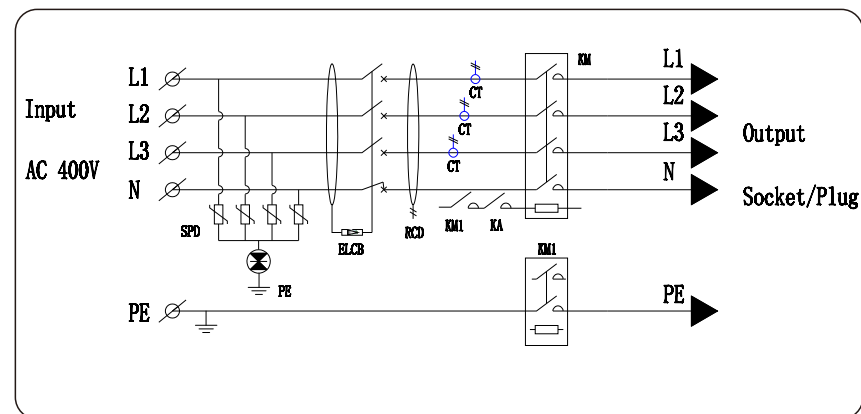 Input
AC 400V
L1
L2
L3
N
PE
SPD
PE
ELCB
RCD
CT
CT
CT
KM1
KA
KM
KM1
L1
L2
L3
N
PE
Output
Socket/Plug